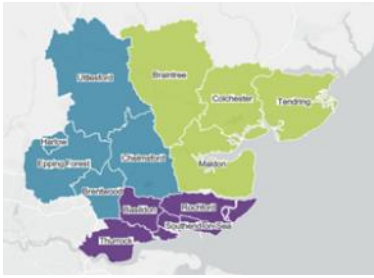 Uttlesford
Braintree
Colchester
Tendring
Harlow
Epping Forest
Chelmsford
Maldon
Brentwood
Basildon
Rochford
Southend-on-Sea
Thurrock